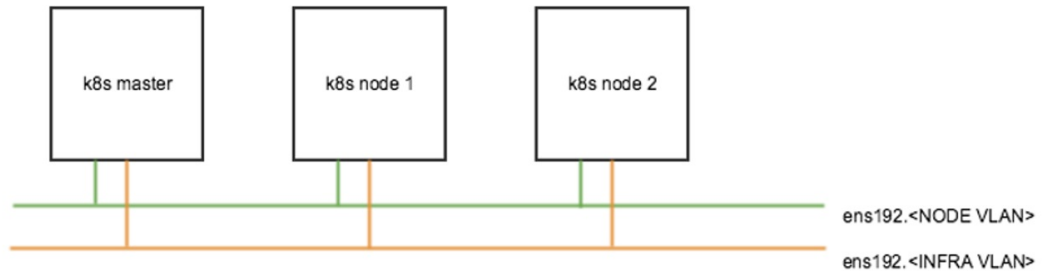 k8s master
k8s node 1
k8s node 2
ens192.<NODE VLAN>
ens192.<INFRA VLAN>